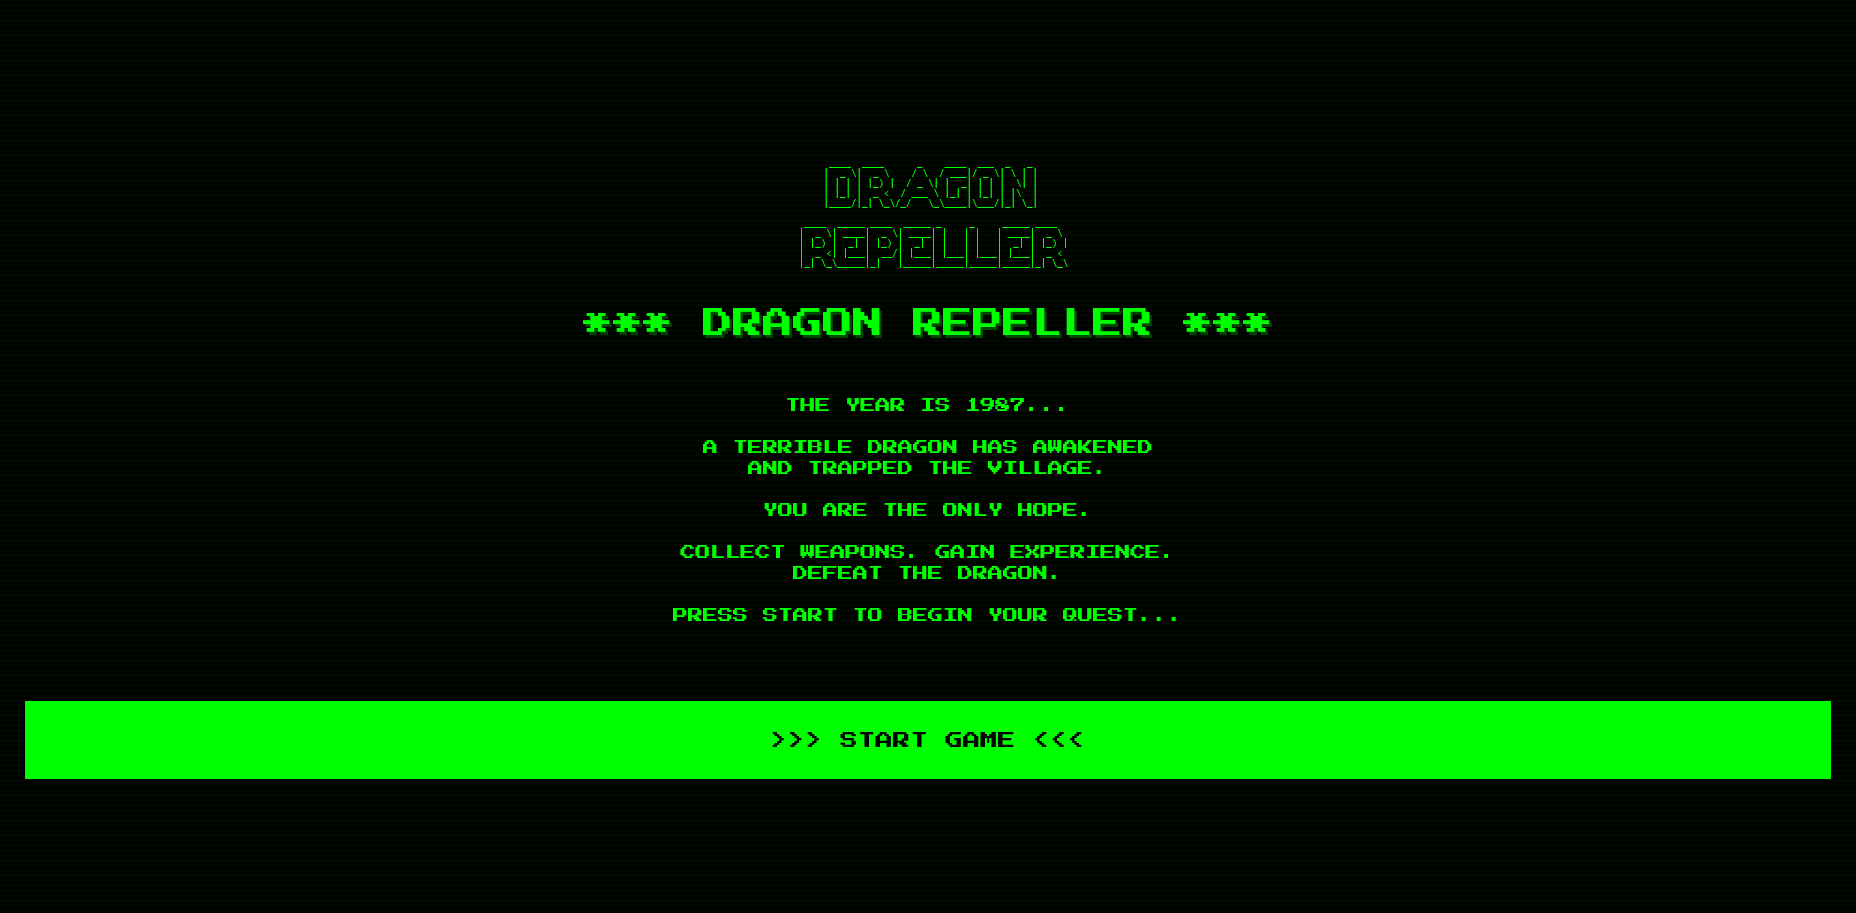 DRAGON
REPELLER
*** DRAGON REPELLER ***
THE YEAR IS 1987...
A TERRIBLE DRAGON HAS AWAKENED
AND TRAPPED THE VILLAGE.
YOU ARE THE ONLY HOPE.
COLLECT WEAPONS. GAIN EXPERIENCE.
DEFEAT THE DRAGON.
PRESS START TO BEGIN YOUR QUEST...
>>> START GAME <<<